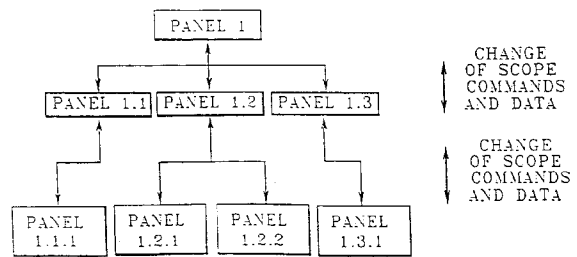 PANEL 1
PANEL 1.1
PANEL 1.2
PANEL 1.3
CHANGE
OF SCOPE
COMMANDS
AND DATA
CHANGE
OF SCOPE
COMMANDS
AND DATA
PANEL
1.1.1
PANEL
1.2.1
PANEL
1.2.2
PANEL
1.3.1